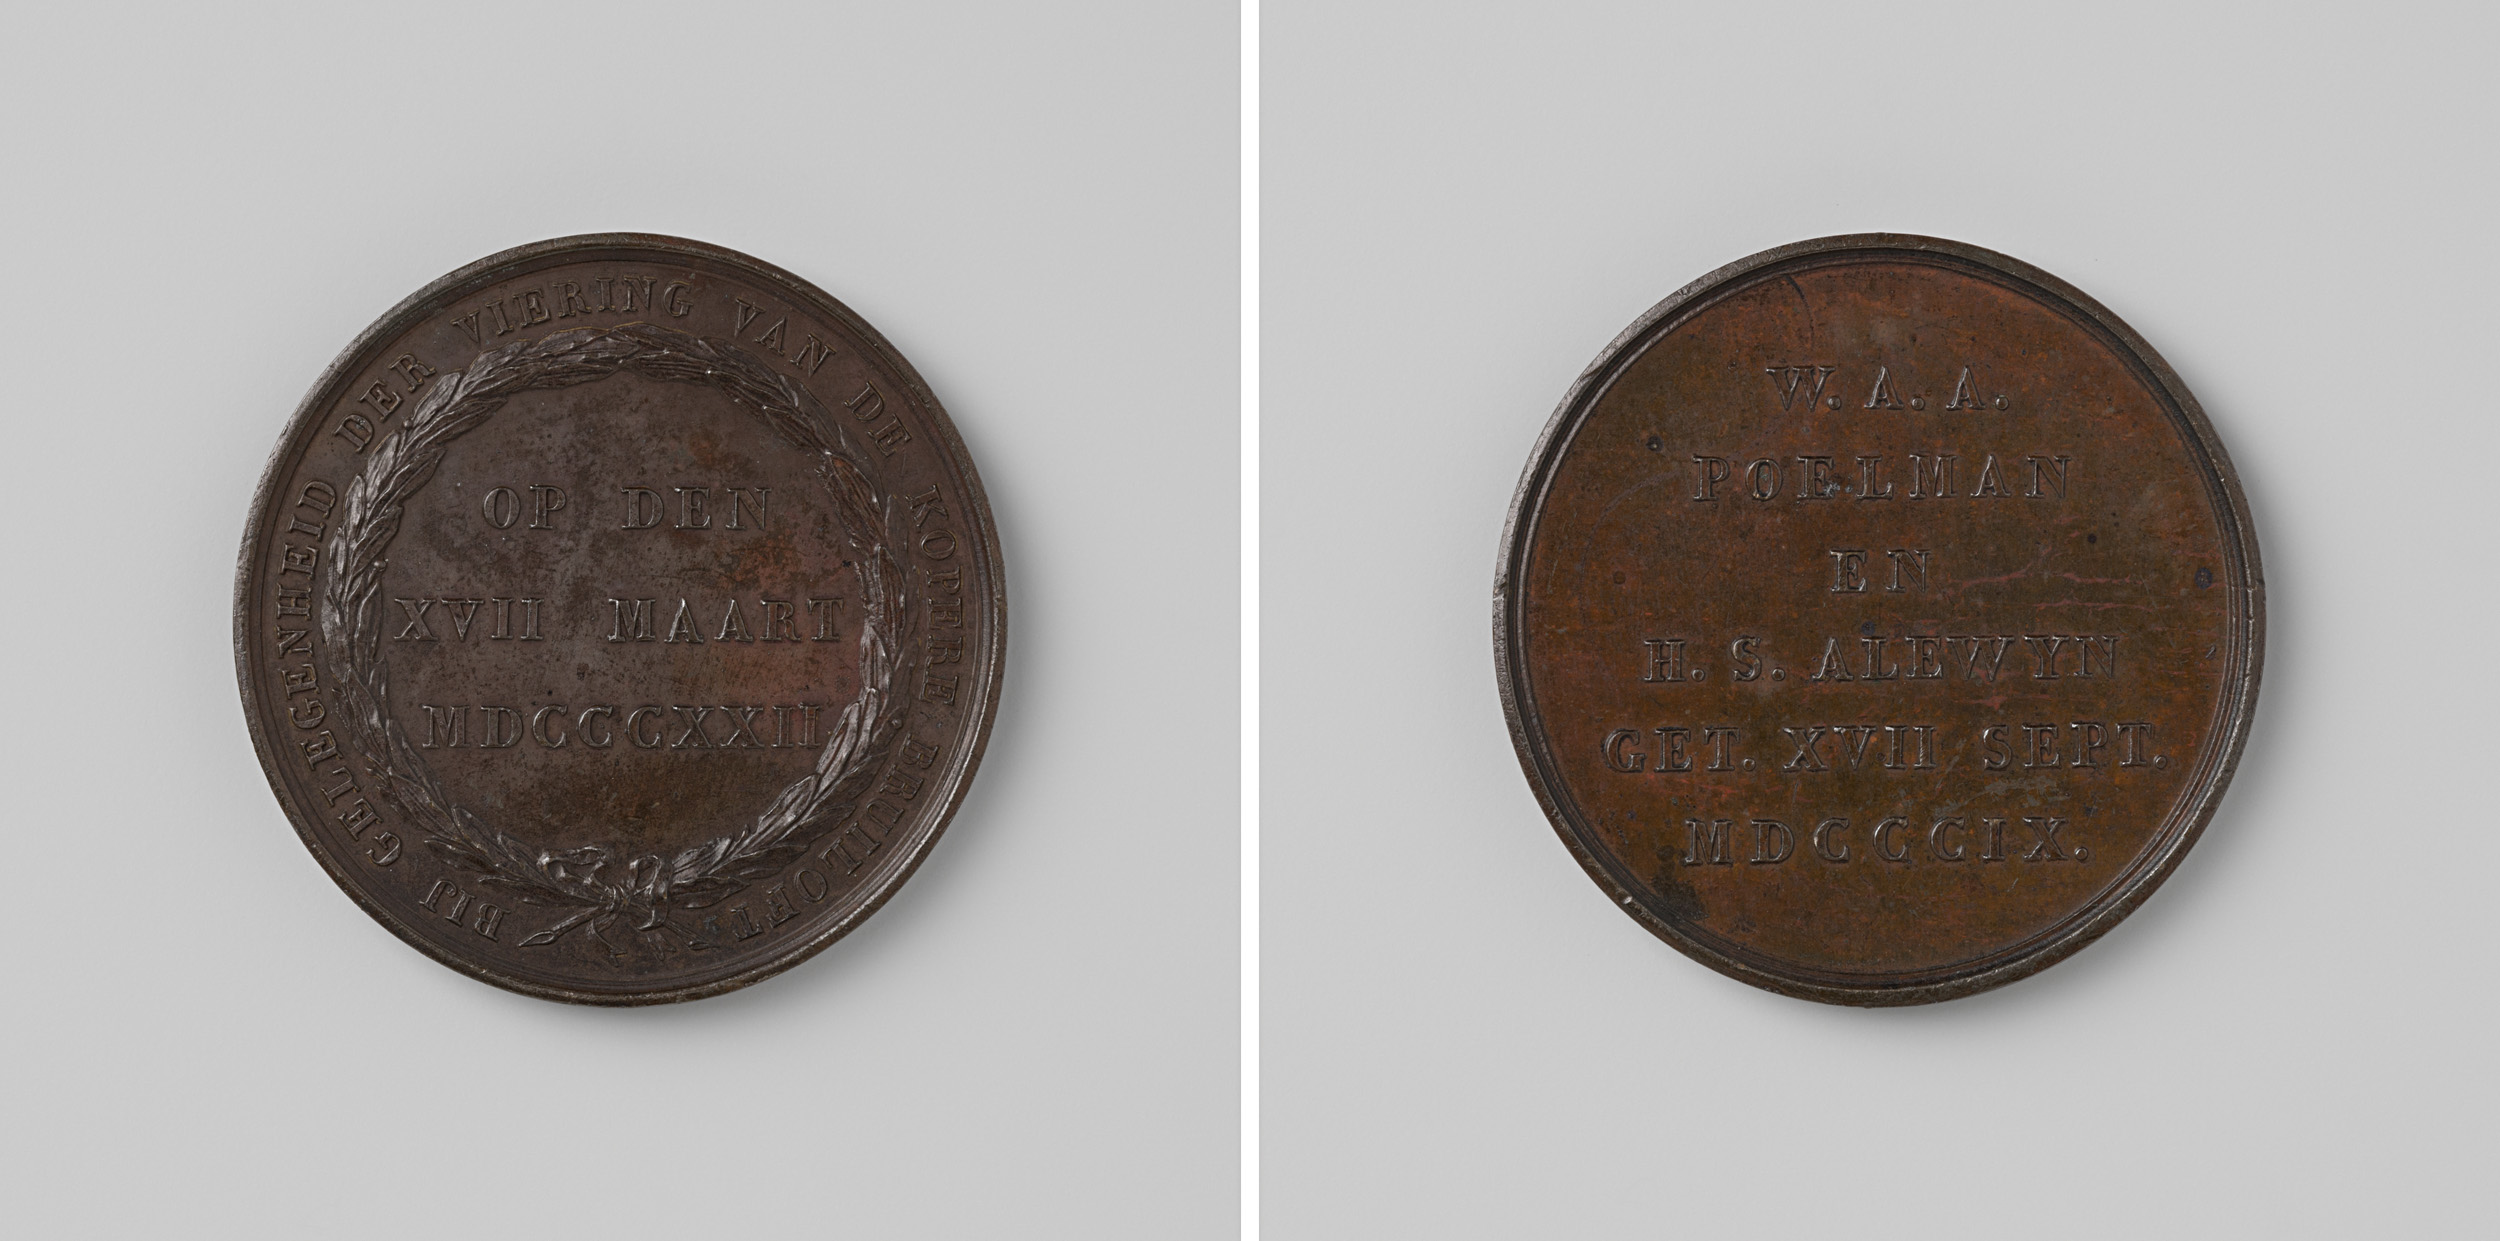 BIJ GELEGENHEID DER VIERING VAN DE KOPERE BRUILOFT.
OP DEN
XVII MAART
MDCCCXXII.
W. A. A.
POELMAN
EN
H. S. ALEWYN
GET. XVII SEPT.
MDCCCIX.